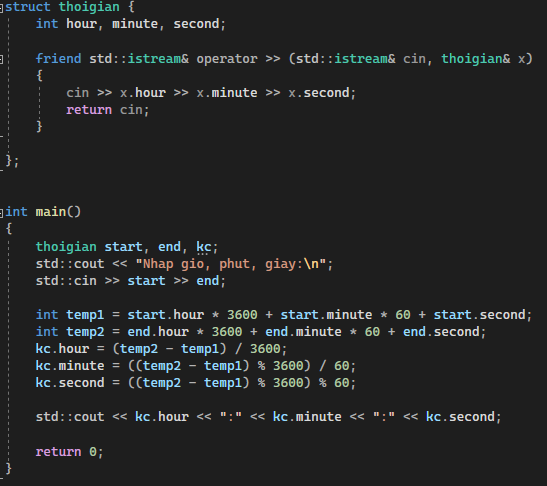 struct thoigian {
    int hour, minute, second;

    friend std::istream& operator >> (std::istream& cin, thoigian& x)
    {
        cin >> x.hour >> x.minute >> x.second;
        return cin;
    }

};


int main()
{
    thoigian start, end, kc;
    std::cout << "Nhap gio, phut, giay:\n";
    std::cin >> start >> end;

    int temp1 = start.hour * 3600 + start.minute * 60 + start.second;
    int temp2 = end.hour * 3600 + end.minute * 60 + end.second;
    kc.hour = (temp2 - temp1) / 3600;
    kc.minute = ((temp2 - temp1) % 3600) / 60;
    kc.second = ((temp2 - temp1) % 3600) % 60;

    std::cout << kc.hour << ":" << kc.minute << ":" << kc.second;

    return 0;
}